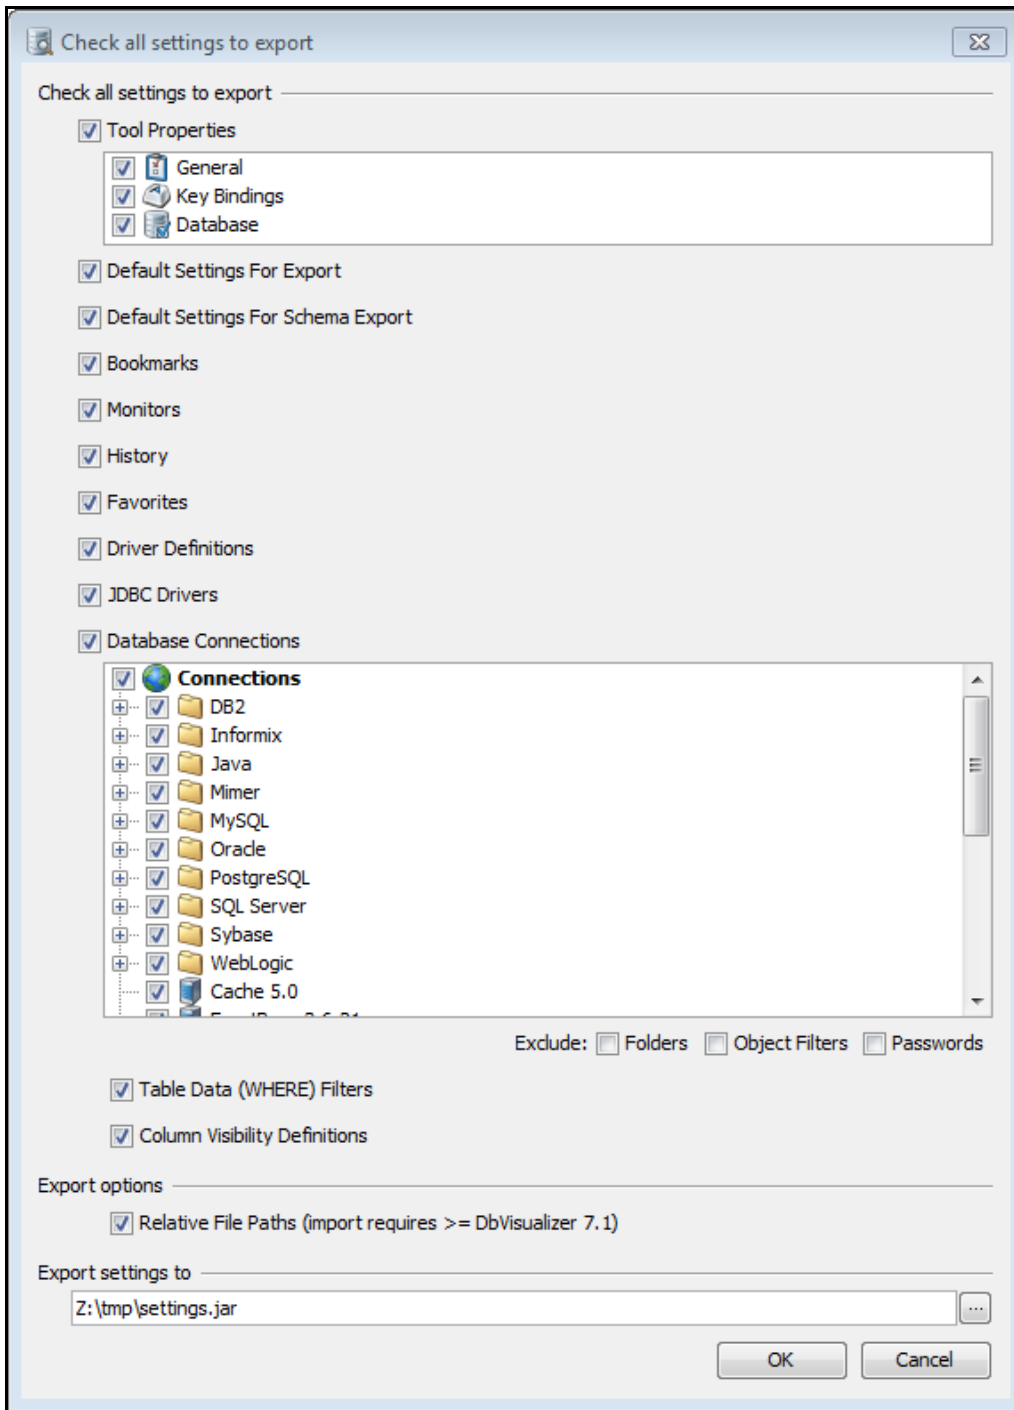 Check all settings to export
Check all settings to export
Tool Properties
General
Key Bindings
Database
Default Settings For Export
Default Settings For Schema Export
Bookmarks
Monitors
History
Favorites
Driver Definitions
JDBC Drivers
Database Connections
Connections
DB2
Informix
Java
Mimer
MySQL
Oracle
PostgreSQL
SQL Server
Sybase
WebLogic
Cache 5.0
Exclude: Folders Object Filters Passwords
Table Data (WHERE) Filters
Column Visibility Definitions
Export options
Relative File Paths (import requires >= DbVisualizer 7.1)
Export settings to
Z:\tmp\settings.jar ...
OK Cancel